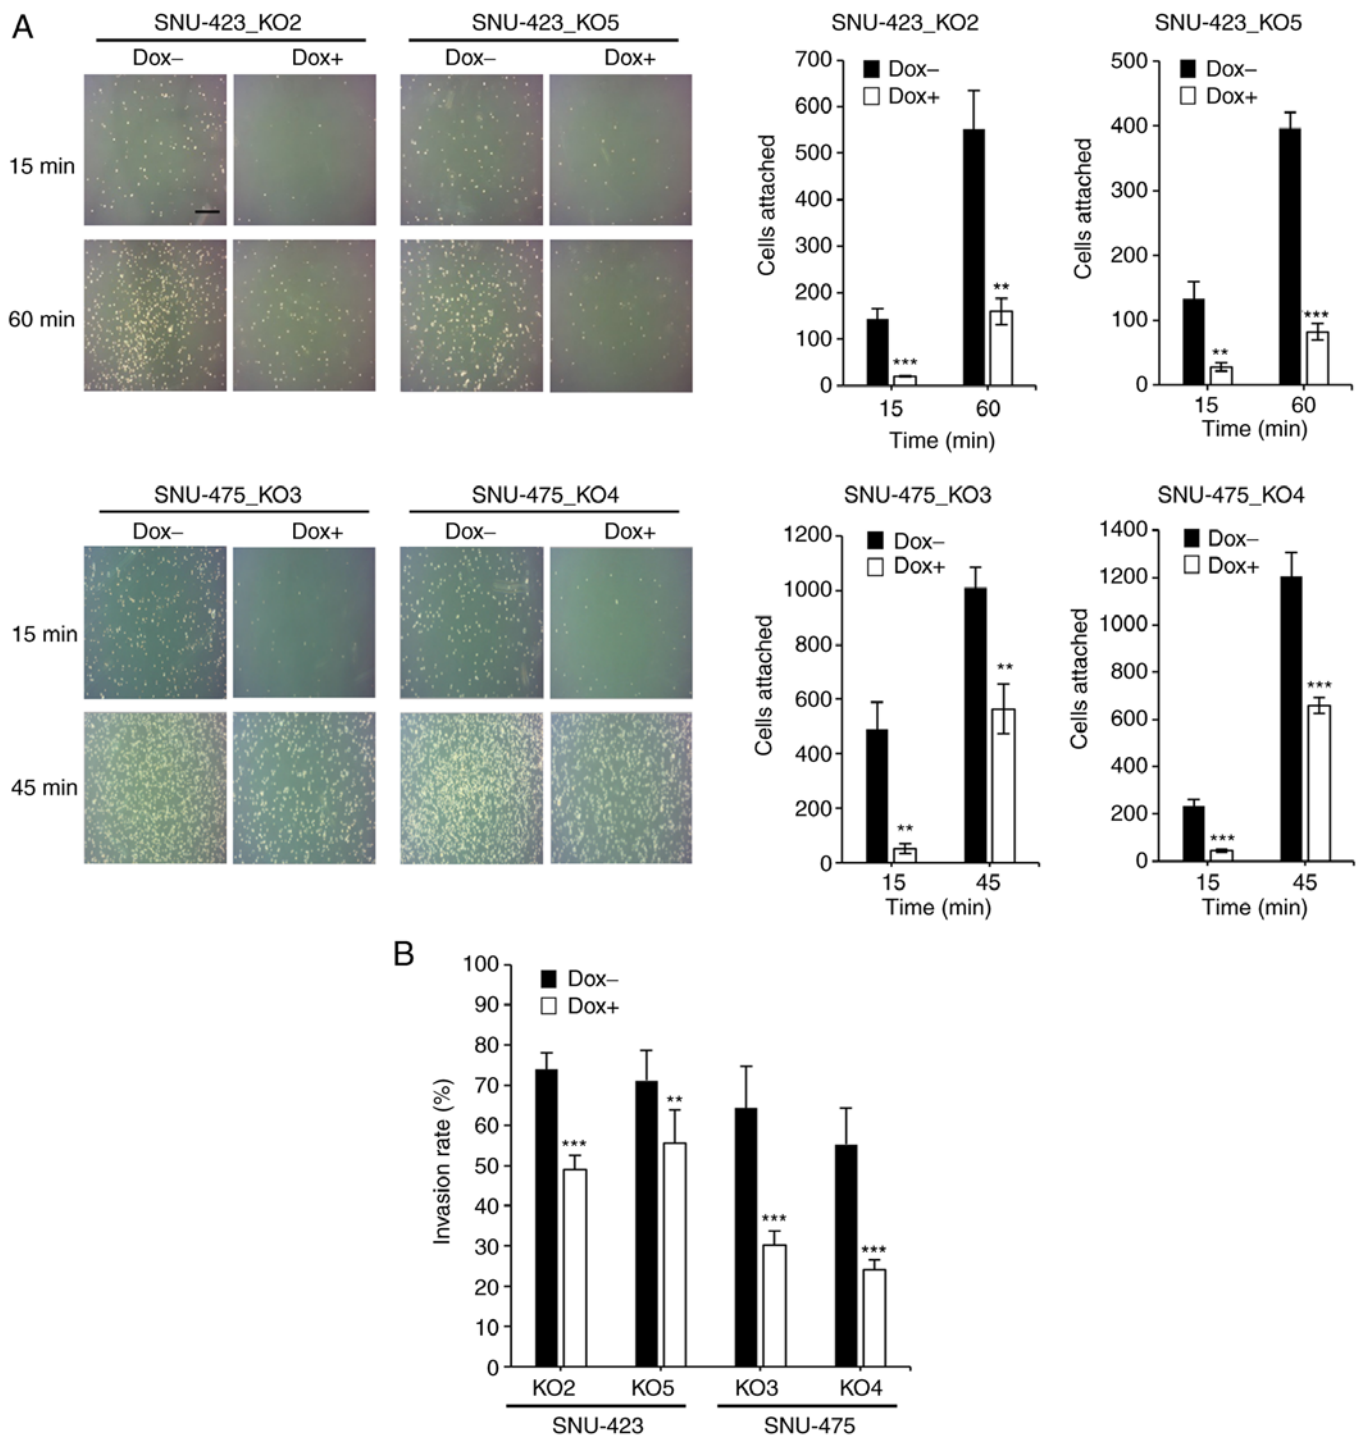 A
SNU-423_KO2
SNU-423_KO5
Dox–
Dox+
Dox–
Dox+
15 min
60 min
SNU-423_KO2
Dox–
Dox+
700
600
500
400
300
200
100
0
Cells attached
***
**
15
60
Time (min)
SNU-423_KO5
Dox–
Dox+
500
400
300
200
100
0
Cells attached
**
***
15
60
Time (min)
SNU-475_KO3
SNU-475_KO4
Dox–
Dox+
Dox–
Dox+
15 min
45 min
SNU-475_KO3
Dox–
Dox+
1200
1000
800
600
400
200
0
Cells attached
**
**
15
45
Time (min)
SNU-475_KO4
Dox–
Dox+
1400
1200
1000
800
600
400
200
0
Cells attached
***
***
15
45
Time (min)
B
Dox–
Dox+
100
90
80
70
60
50
40
30
20
10
0
Invasion rate (%)
***
**
***
***
KO2
KO5
KO3
KO4
SNU-423
SNU-475